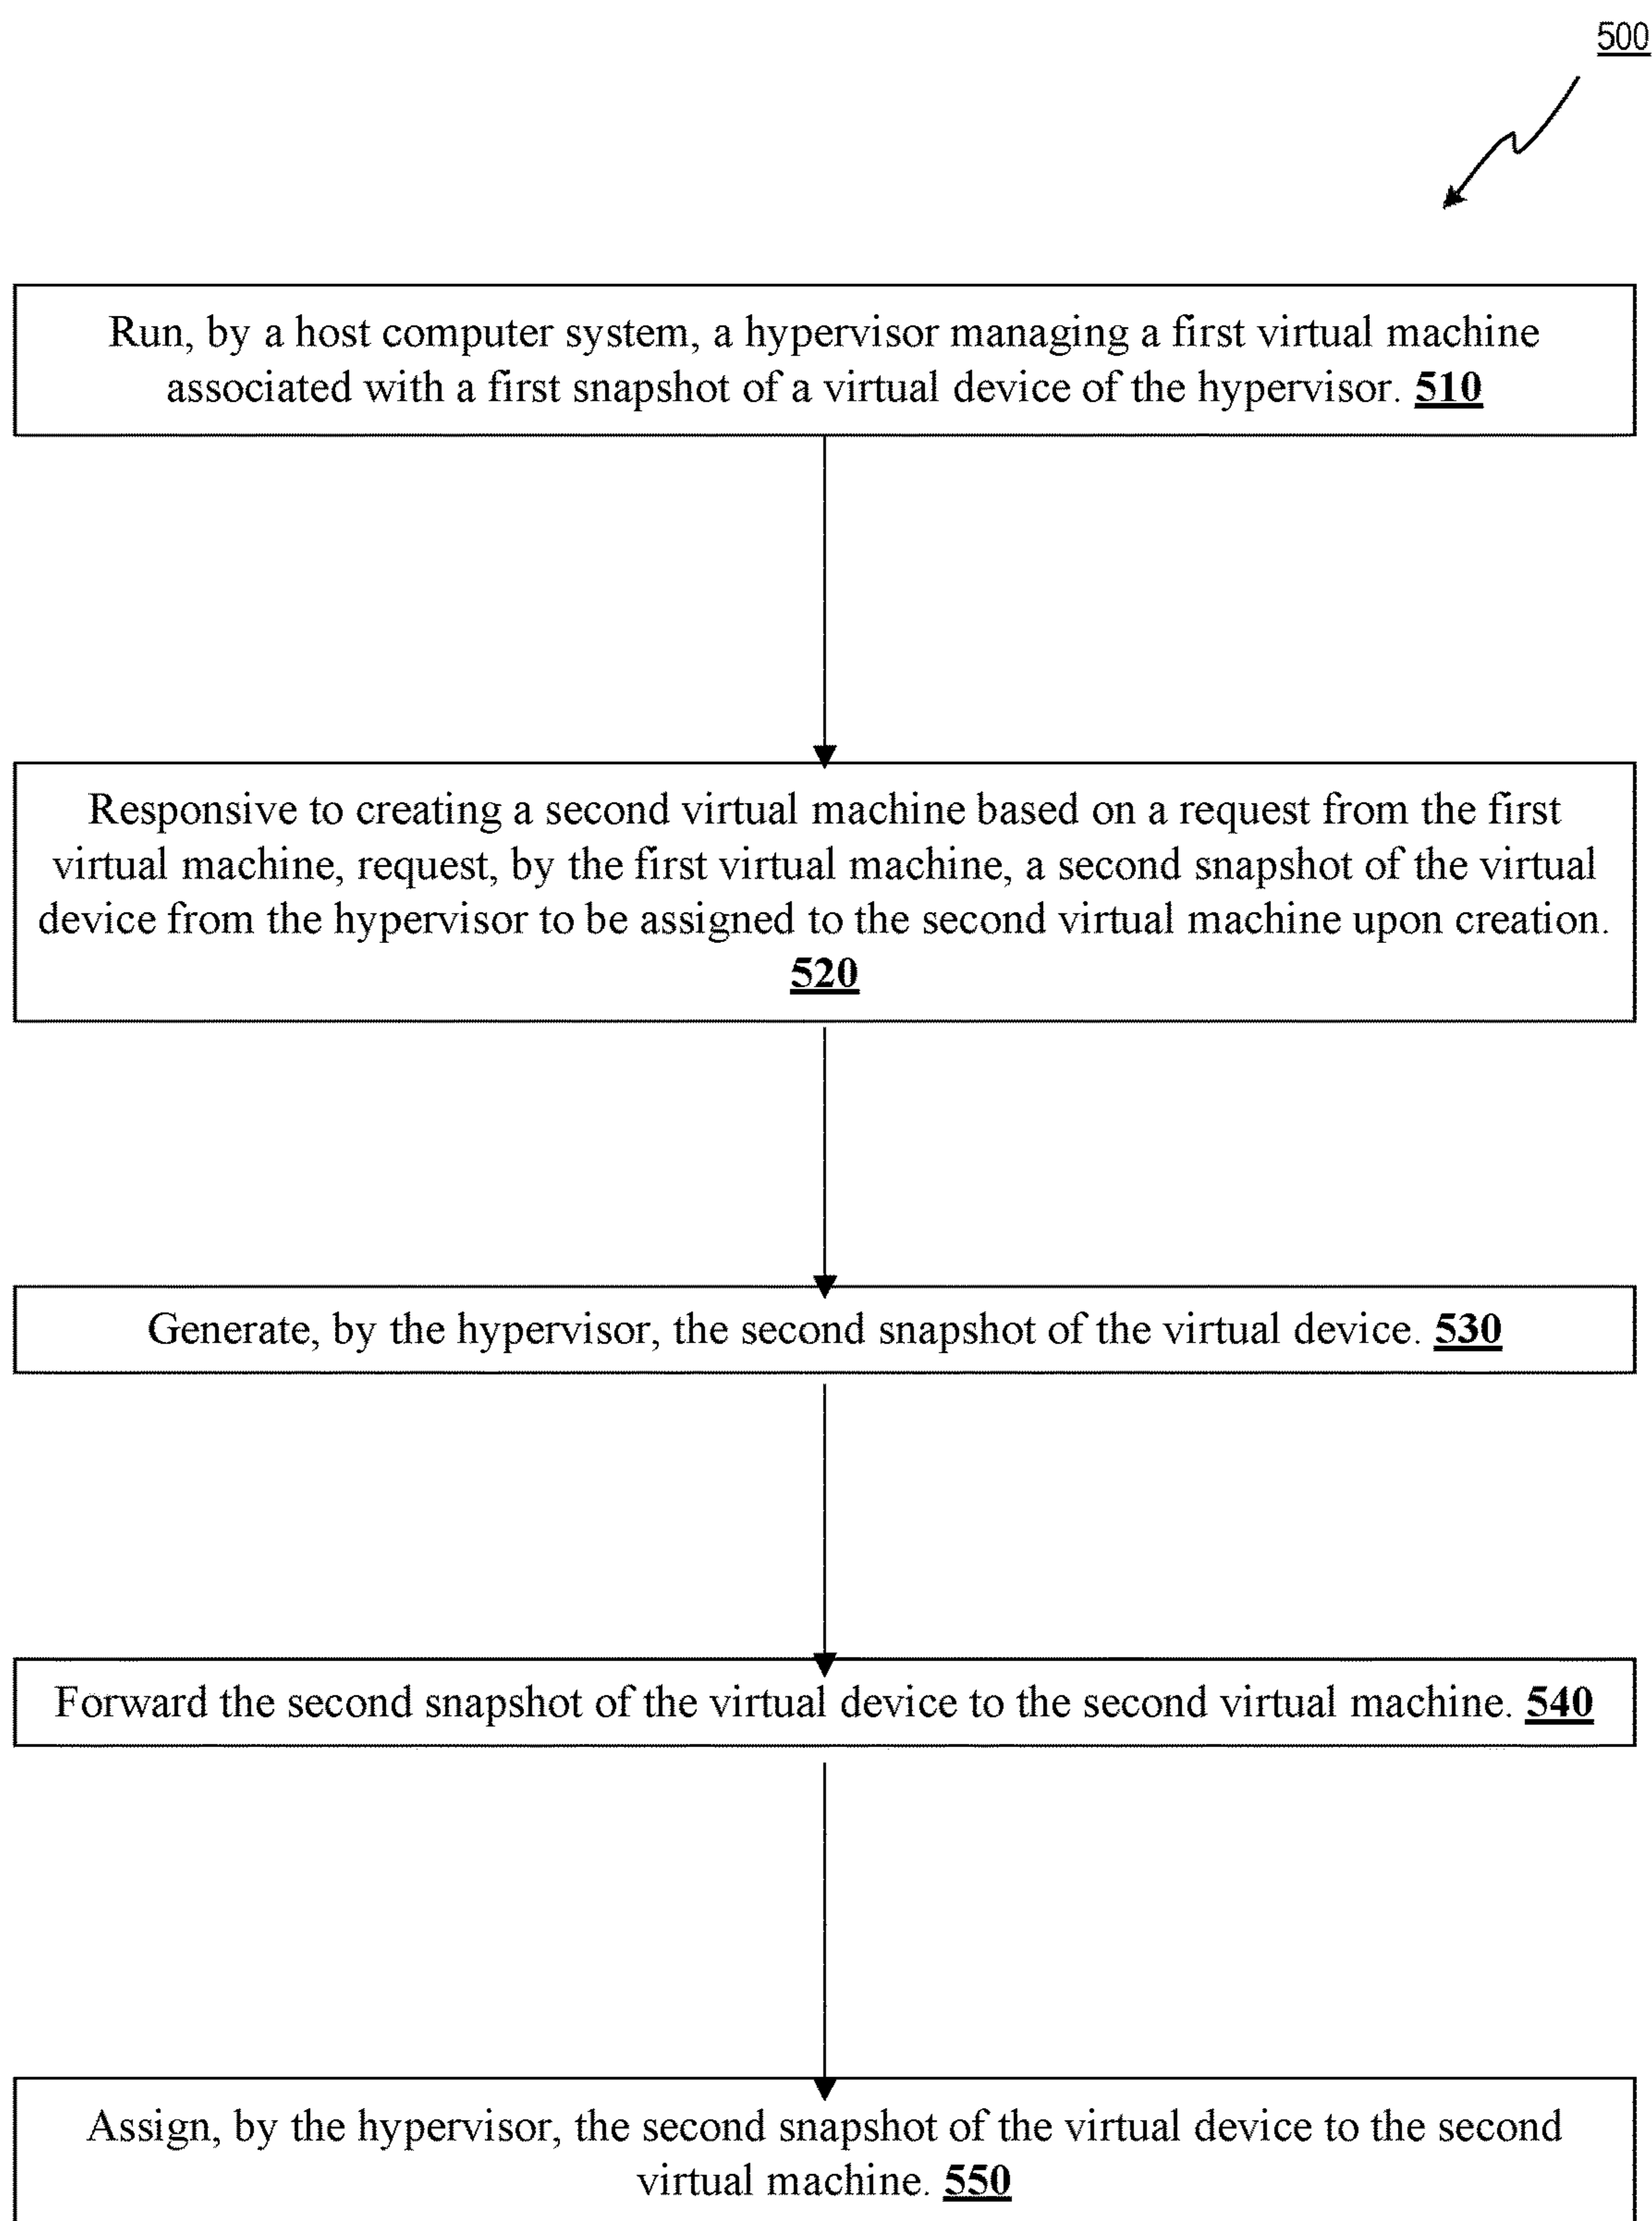 500
Run, by a host computer system, a hypervisor managing a first virtual machine
associated with a first snapshot of a virtual device of the hypervisor. 510
Responsive to creating a second virtual machine based on a request from the first
virtual machine, request, by the first virtual machine, a second snapshot of the virtual
device from the hypervisor to be assigned to the second virtual machine upon creation.
520
Generate, by the hypervisor, the second snapshot of the virtual device. 530
Forward the second snapshot of the virtual device to the second virtual machine. 540
Assign, by the hypervisor, the second snapshot of the virtual device to the second
virtual machine. 550